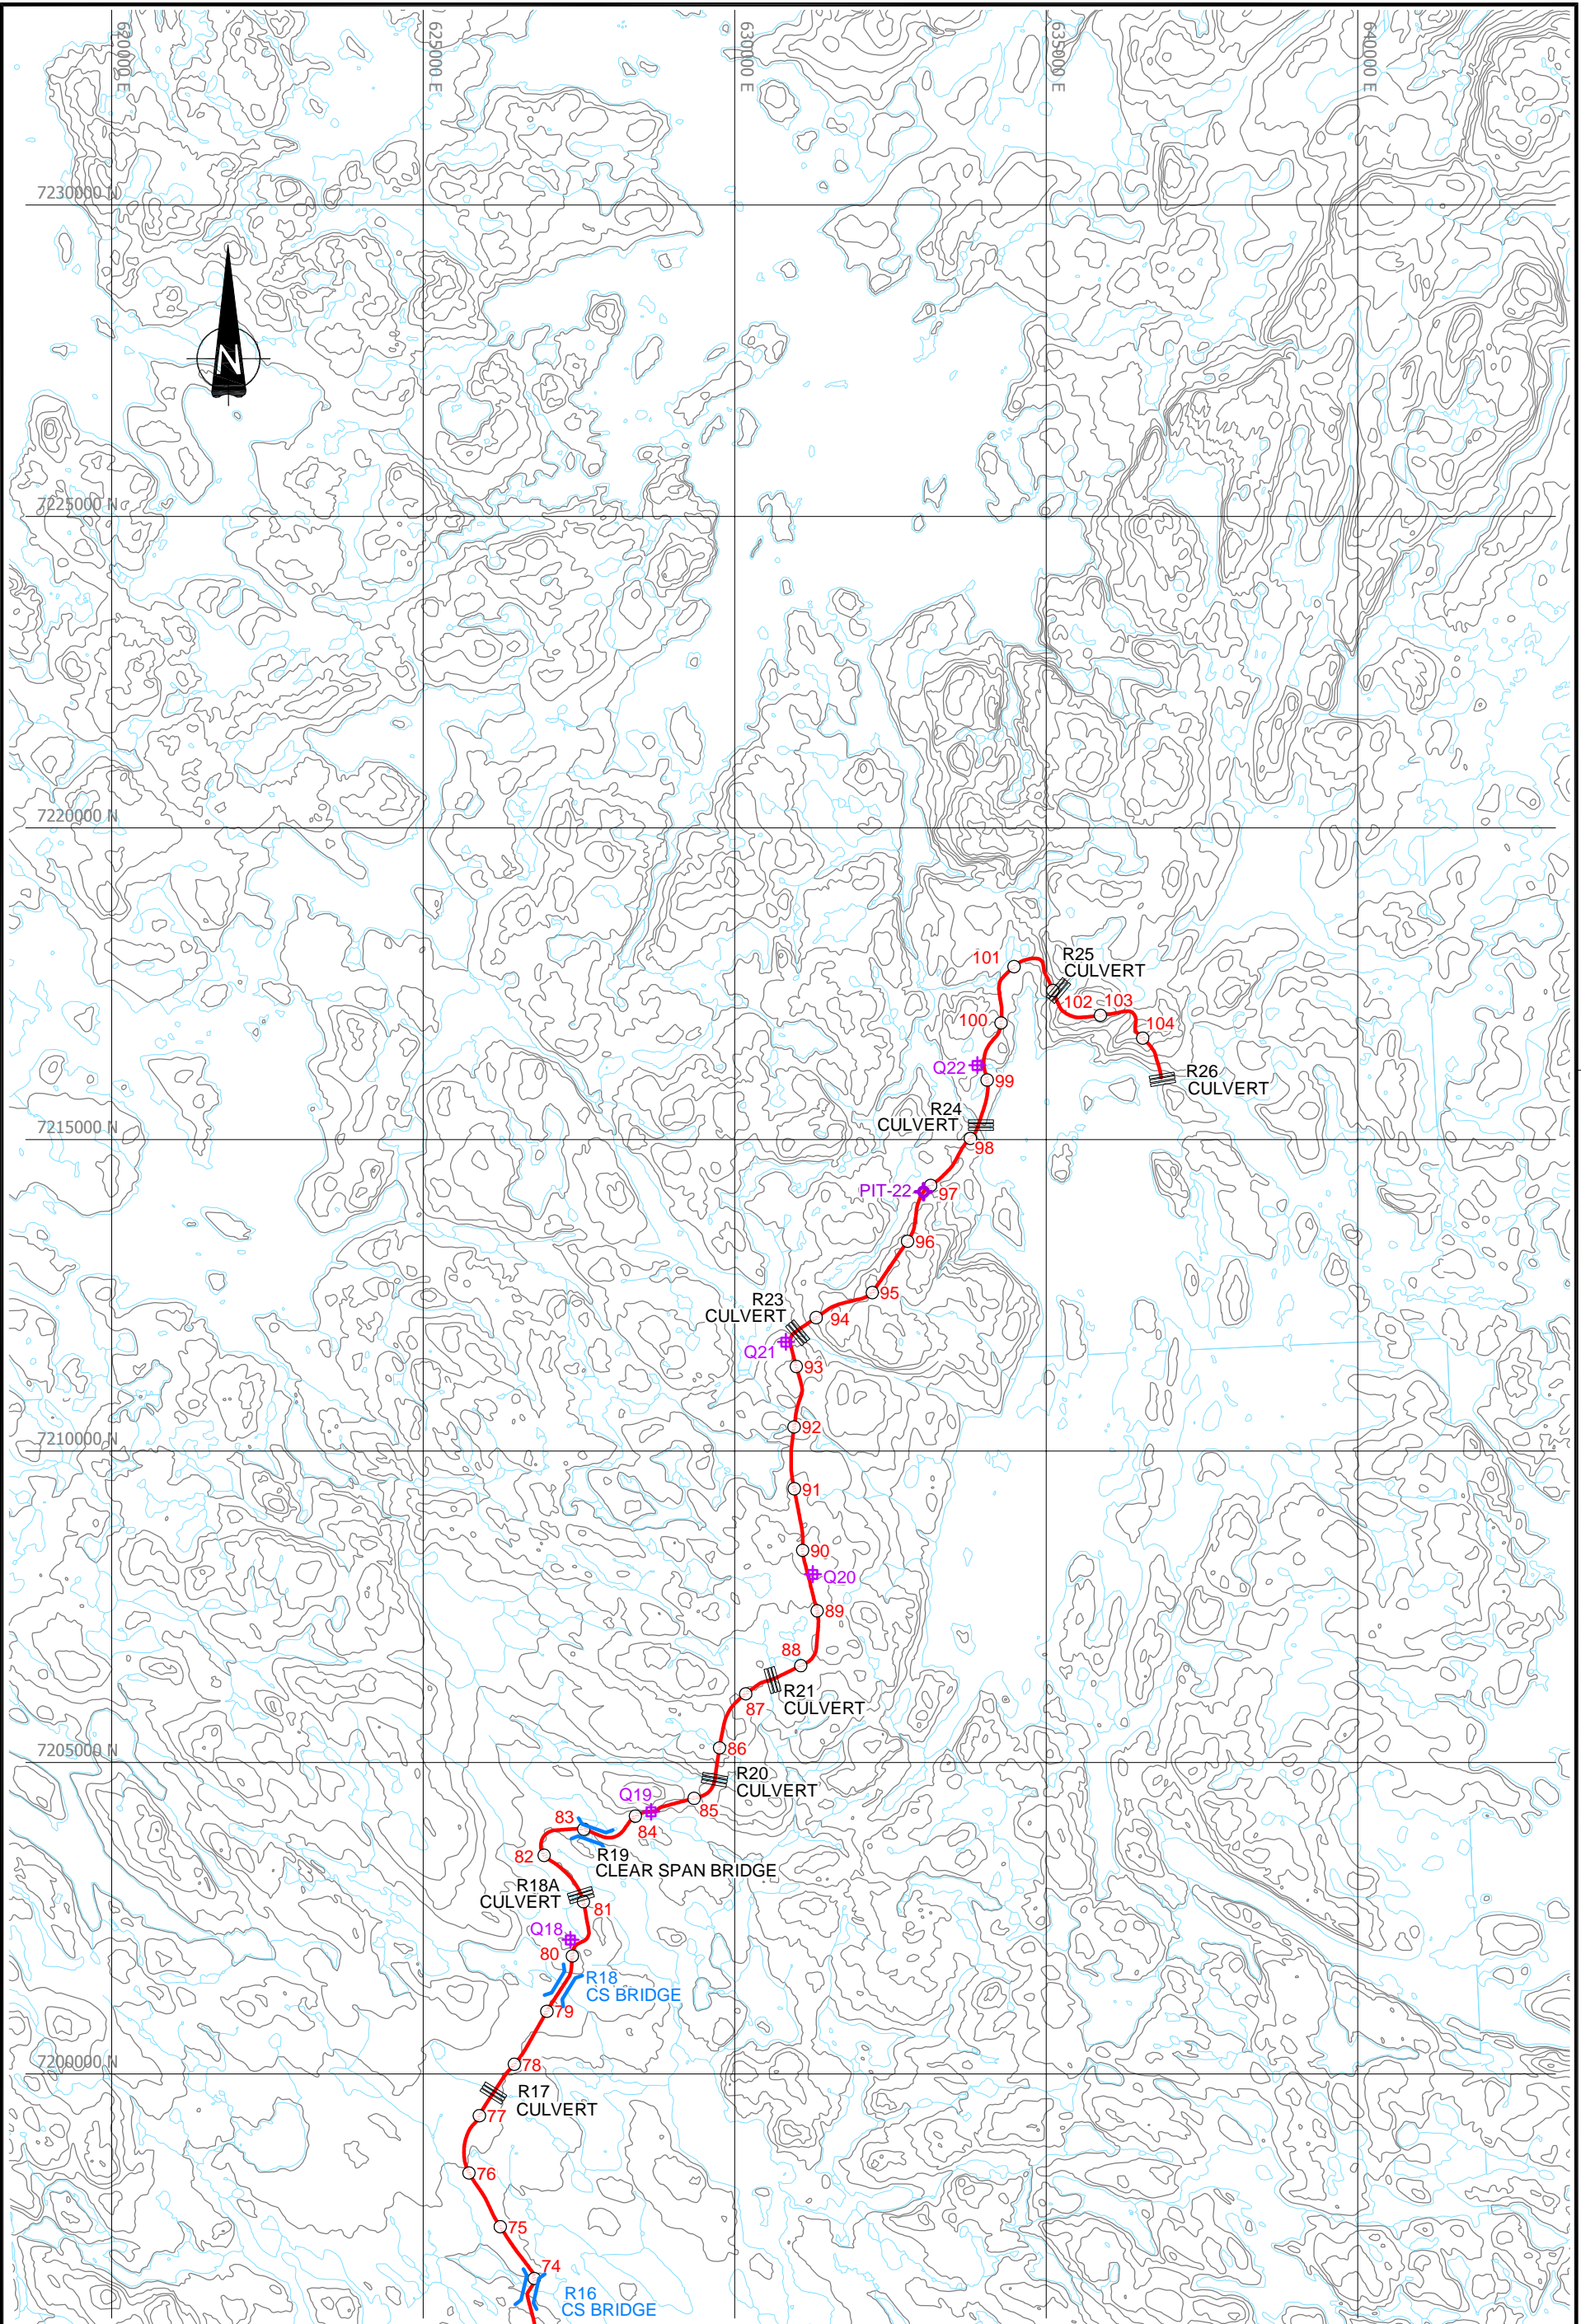 620000 E
625000 E
630000 E
635000 E
640000 E
7230000 N
N
7225000 N
7220000 N
101
R25
CULVERT
102
103
100
104
Q22
99
R26
CULVERT
R24
CULVERT
7215000 N
98
PIT-22
97
96
95
R23
CULVERT
94
Q21
93
92
7210000 N
91
90
Q20
89
88
R21
CULVERT
87
86
7205000 N
R20
CULVERT
Q19
85
83
84
82
R19
CLEAR SPAN BRIDGE
R18A
CULVERT
81
Q18
80
R18
CS BRIDGE
79
78
7200000 N
R17
CULVERT
77
76
75
74
R16
CS BRIDGE